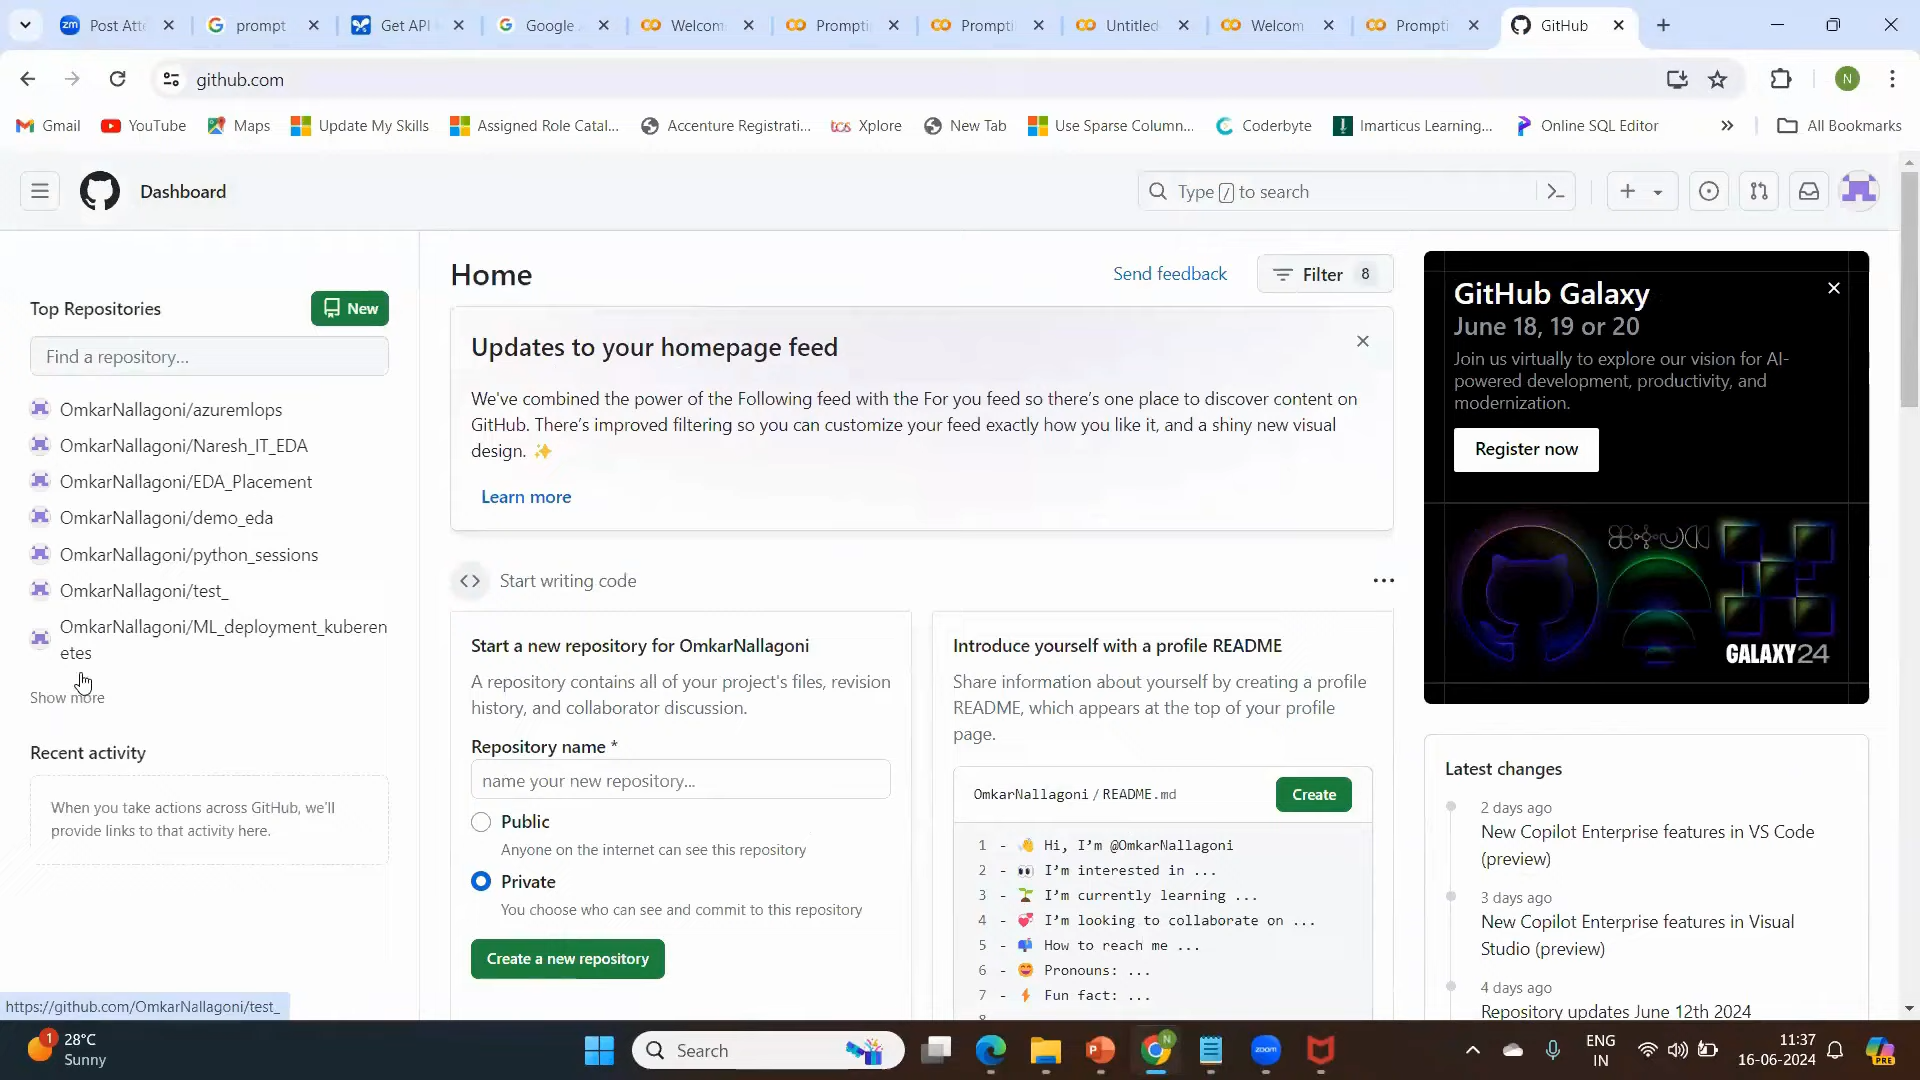 zm Post Atte
prompt
Get API
Google
Welcom
Prompti
Prompti
Untitled
Welcom
Prompti
GitHub
github.com
N
Gmail
YouTube
Maps
Update My Skills
Assigned Role Catal...
Accenture Registrati...
tcs Xplore
New Tab
Use Sparse Column...
Coderbyte
Imarticus Learning...
Online SQL Editor
All Bookmarks
Dashboard
Type / to search
Top Repositories
New
Find a repository...
OmkarNallagoni/azuremlops
OmkarNallagoni/Naresh_IT_EDA
OmkarNallagoni/EDA_Placement
OmkarNallagoni/demo_eda
OmkarNallagoni/python_sessions
OmkarNallagoni/test_
OmkarNallagoni/ML_deployment_kuberen
etes
Show more
Recent activity
When you take actions across GitHub, we'll
provide links to that activity here.
https://github.com/OmkarNallagoni/test_
Home
Send feedback
Filter 8
Updates to your homepage feed
We've combined the power of the Following feed with the For you feed so there's one place to discover content on
GitHub. There's improved filtering so you can customize your feed exactly how you like it, and a shiny new visual
design. ✨
Learn more
Start writing code
Start a new repository for OmkarNallagoni
A repository contains all of your project's files, revision
history, and collaborator discussion.
Repository name *
name your new repository...
Public
Anyone on the internet can see this repository
Private
You choose who can see and commit to this repository
Create a new repository
Introduce yourself with a profile README
Share information about yourself by creating a profile
README, which appears at the top of your profile
page.
OmkarNallagoni / README.md
Create
1 - 👋 Hi, I'm @OmkarNallagoni
2 - 👀 I'm interested in ...
3 - 🌱 I'm currently learning ...
4 - 💞️ I'm looking to collaborate on ...
5 - 📫 How to reach me ...
6 - 😄 Pronouns: ...
7 - ⚡ Fun fact: ...
8
GitHub Galaxy
June 18, 19 or 20
Join us virtually to explore our vision for AI-
powered development, productivity, and
modernization.
Register now
GALAXY24
Latest changes
2 days ago
New Copilot Enterprise features in VS Code
(preview)
3 days ago
New Copilot Enterprise features in Visual
Studio (preview)
4 days ago
Repository updates June 12th 2024
1
28°C
Sunny
Search
N
zoom
ENG
IN
11:37
16-06-2024
PRE